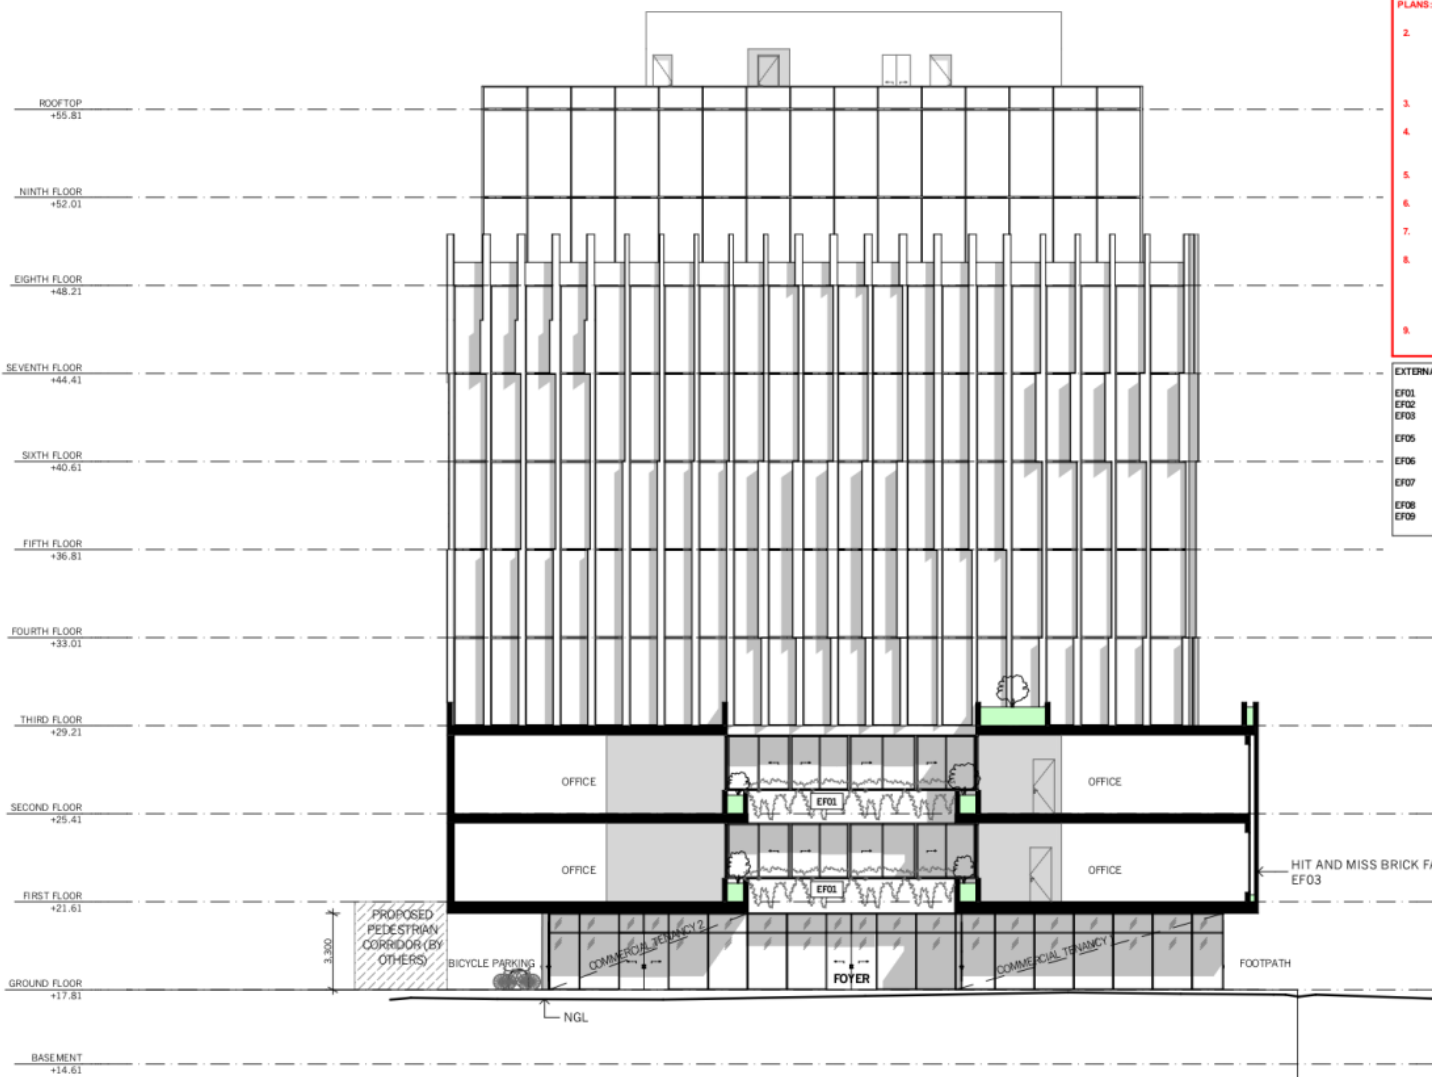 PLANS:
2.
3.
4.
5.
6.
7.
8.
9.
ROOFTOP
+55.81
NINTH FLOOR
+52.01
EIGHTH FLOOR
+48.21
SEVENTH FLOOR
+44.41
EXTERNA
EF01
EF02
EF03
EF05
EF06
EF07
EF08
EF09
SIXTH FLOOR
+40.61
FIFTH FLOOR
+36.81
FOURTH FLOOR
+33.01
THIRD FLOOR
+29.21
OFFICE
OFFICE
EF01
SECOND FLOOR
+25.41
OFFICE
OFFICE
HIT AND MISS BRICK FA
EF03
EF01
FIRST FLOOR
+21.61
PROPOSED
PEDESTRIAN
CORRIDOR (BY
OTHERS)
3,300
BICYCLE PARKING
COMMERCIAL TENANCY 2
FOYER
COMMERCIAL TENANCY
FOOTPATH
GROUND FLOOR
+17.81
NGL
BASEMENT
+14.61